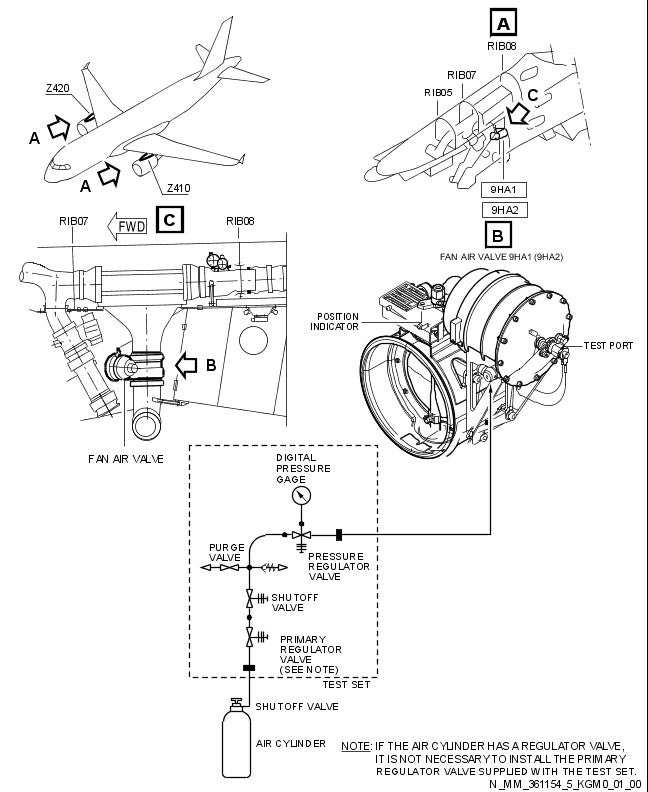 A
RIB08
RIB07
RIB05
C
Z420
A
A
Z410
9HA1
9HA2
RIB07
FWD
C
RIB08
B
FAN AIR VALVE 9HA1 (9HA2)
POSITION
INDICATOR
TEST PORT
B
FAN AIR VALVE
DIGITAL
PRESSURE
GAGE
PURGE
VALVE
PRESSURE
REGULATOR
VALVE
SHUTOFF
VALVE
PRIMARY
REGULATOR
VALVE
(SEE NOTE)
TEST SET
SHUTOFF VALVE
AIR CYLINDER
NOTE: IF THE AIR CYLINDER HAS A REGULATOR VALVE,
IT IS NOT NECESSARY TO INSTALL THE PRIMARY
REGULATOR VALVE SUPPLIED WITH THE TEST SET.
N_MM_361154_5_KGM0_01_00